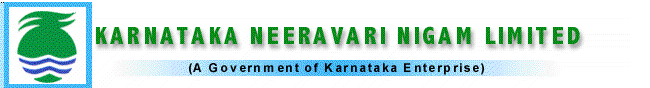 KARNATAKA NEERAVARI NIGAM LIMITED
(A Government of Karnataka Enterprise)